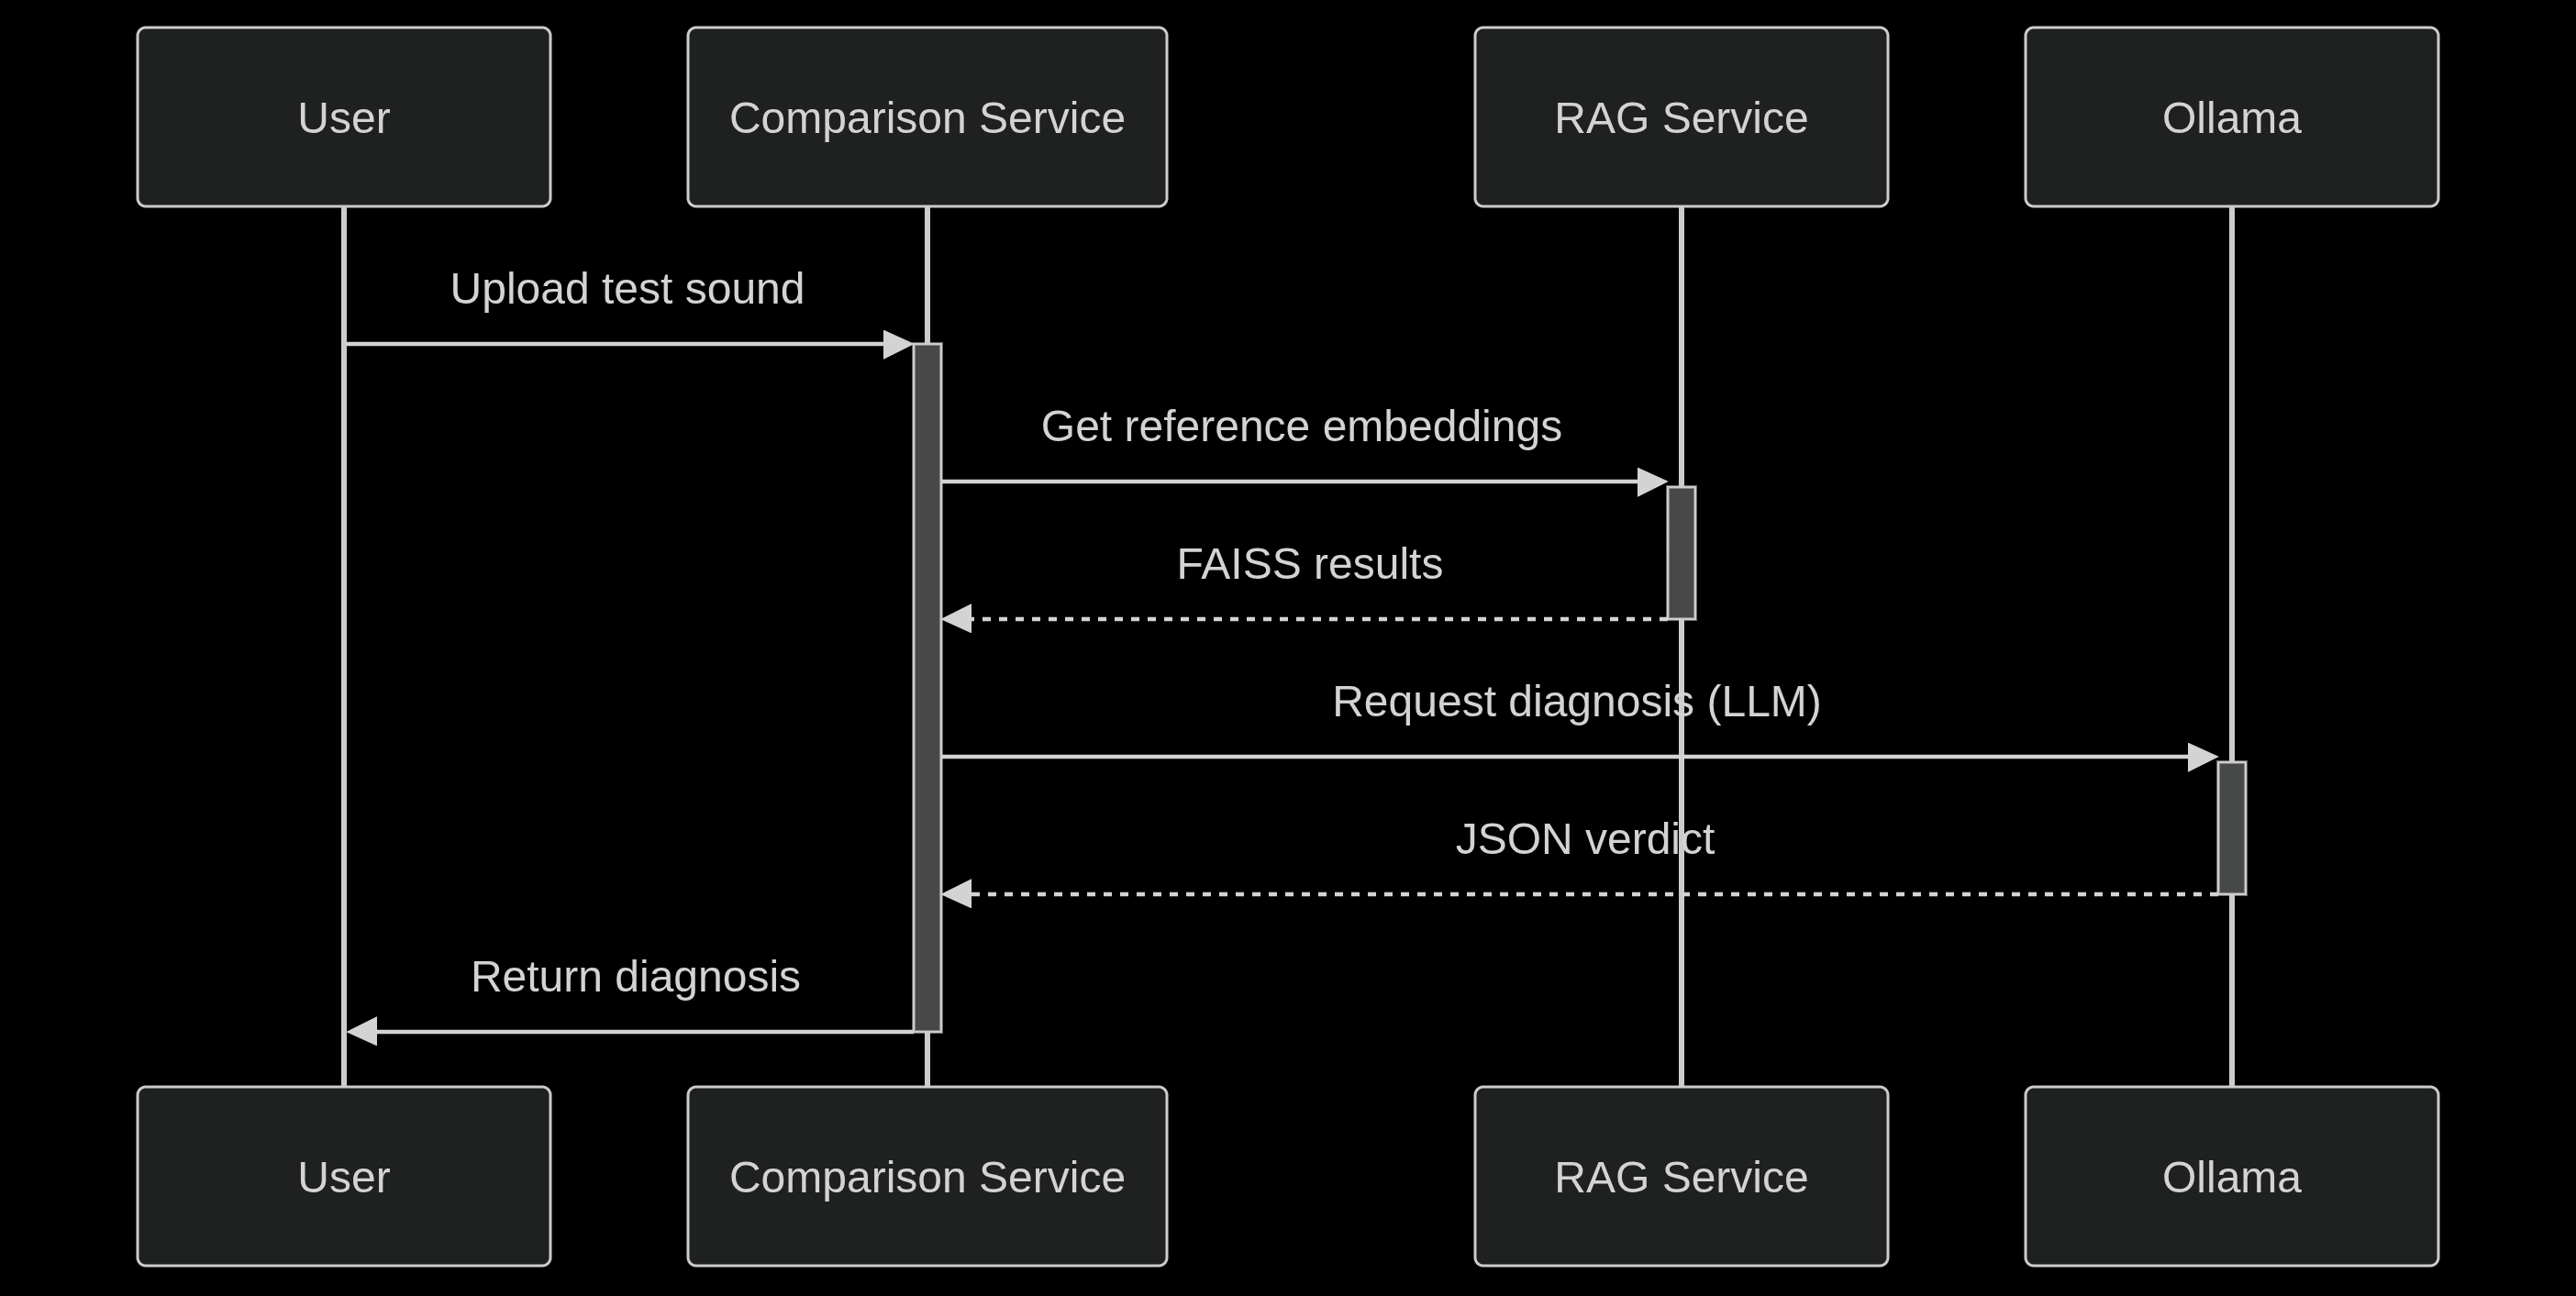 User
Comparison Service
RAG Service
Ollama
Upload test sound
Get reference embeddings
FAISS results
Request diagnosis (LLM)
JSON verdict
Return diagnosis
User
Comparison Service
RAG Service
Ollama